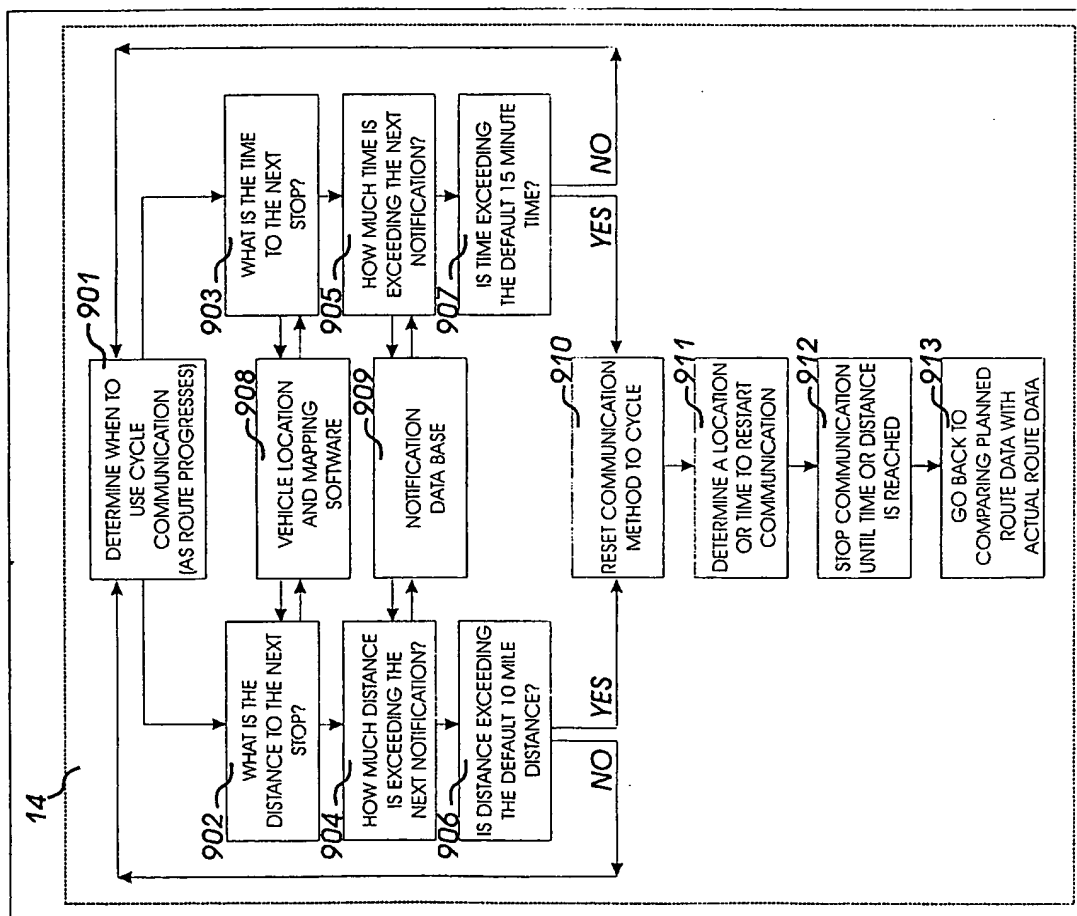 14
901
DETERMINE WHEN TO
USE CYCLE
COMMUNICATION
(AS ROUTE PROGRESSES)
902
WHAT IS THE
DISTANCE TO THE NEXT
STOP?
908
VEHICLE LOCATION
AND MAPPING
SOFTWARE
903
WHAT IS THE TIME
TO THE NEXT
STOP?
904
HOW MUCH DISTANCE
IS EXCEEDING THE
NEXT NOTIFICATION?
909
NOTIFICATION
DATA BASE
905
HOW MUCH TIME IS
EXCEEDING THE NEXT
NOTIFICATION?
906
IS DISTANCE EXCEEDING
THE DEFAULT 10 MILE
DISTANCE?
907
IS TIME EXCEEDING
THE DEFAULT 15 MINUTE
TIME?
NO
YES
YES
NO
910
RESET COMMUNICATION
METHOD TO CYCLE
911
DETERMINE A LOCATION
OR TIME TO RESTART
COMMUNICATION
912
STOP COMMUNICATION
UNTIL TIME OR DISTANCE
IS REACHED
913
GO BACK TO
COMPARING PLANNED
ROUTE DATA WITH
ACTUAL ROUTE DATA